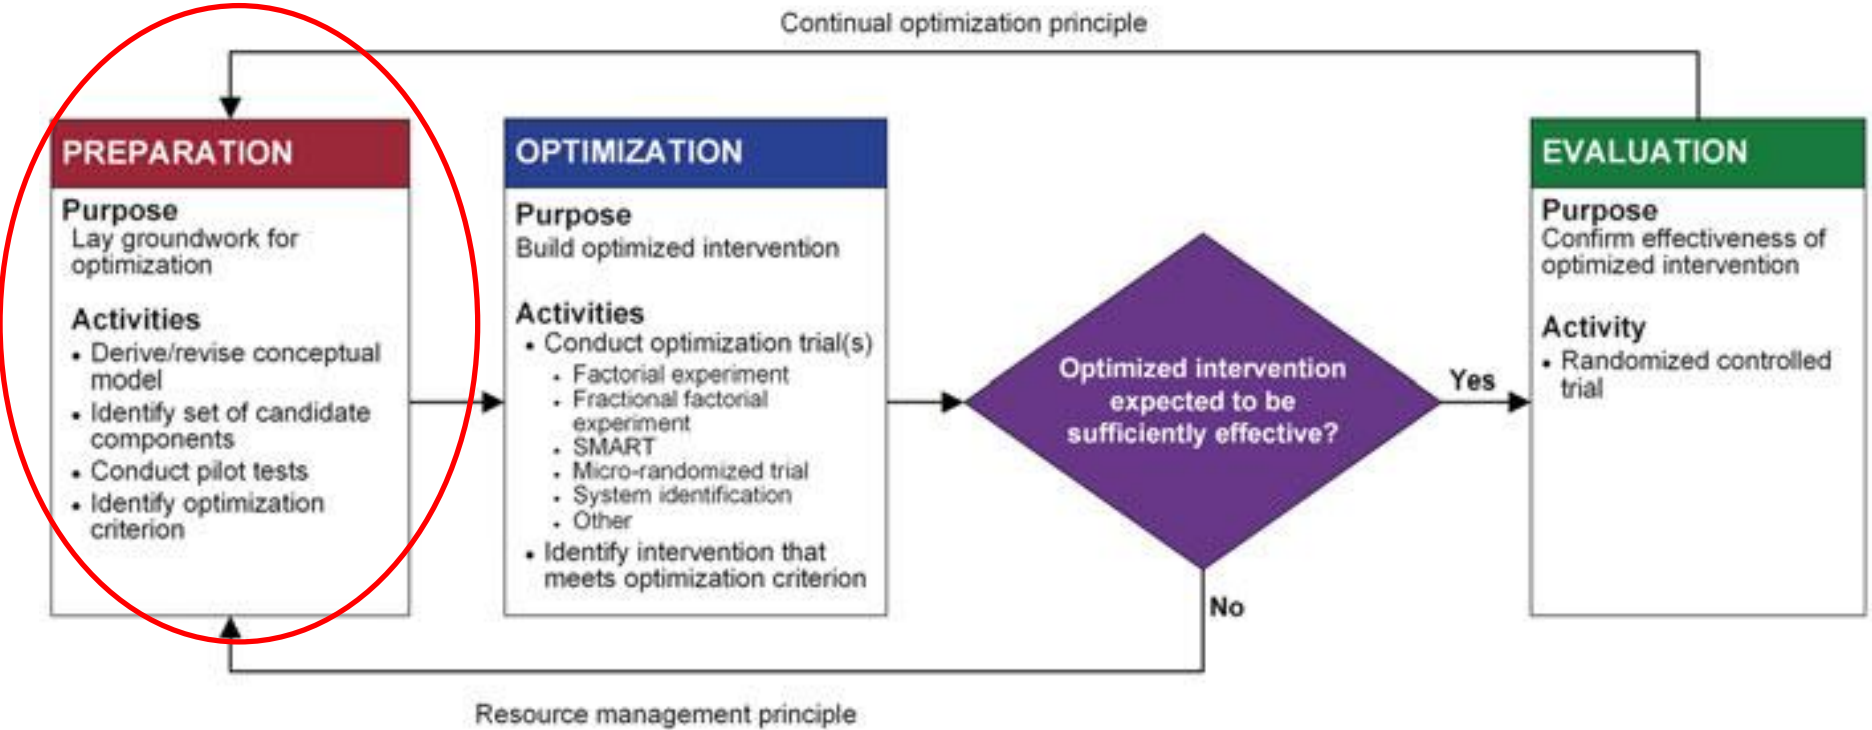 Continual optimization principle
PREPARATION
Purpose
Lay groundwork for
optimization
Activities
• Derive/revise conceptual
model
• Identify set of candidate
components
• Conduct pilot tests
• Identify optimization
criterion
OPTIMIZATION
Purpose
Build optimized intervention
Activities
• Conduct optimization trial(s)
• Factorial experiment
• Fractional factorial
experiment
• SMART
• Micro-randomized trial
• System identification
• Other
• Identify intervention that
meets optimization criterion
Optimized intervention
expected to be
sufficiently effective?
Yes
No
EVALUATION
Purpose
Confirm effectiveness of
optimized intervention
Activity
• Randomized controlled
trial
Resource management principle